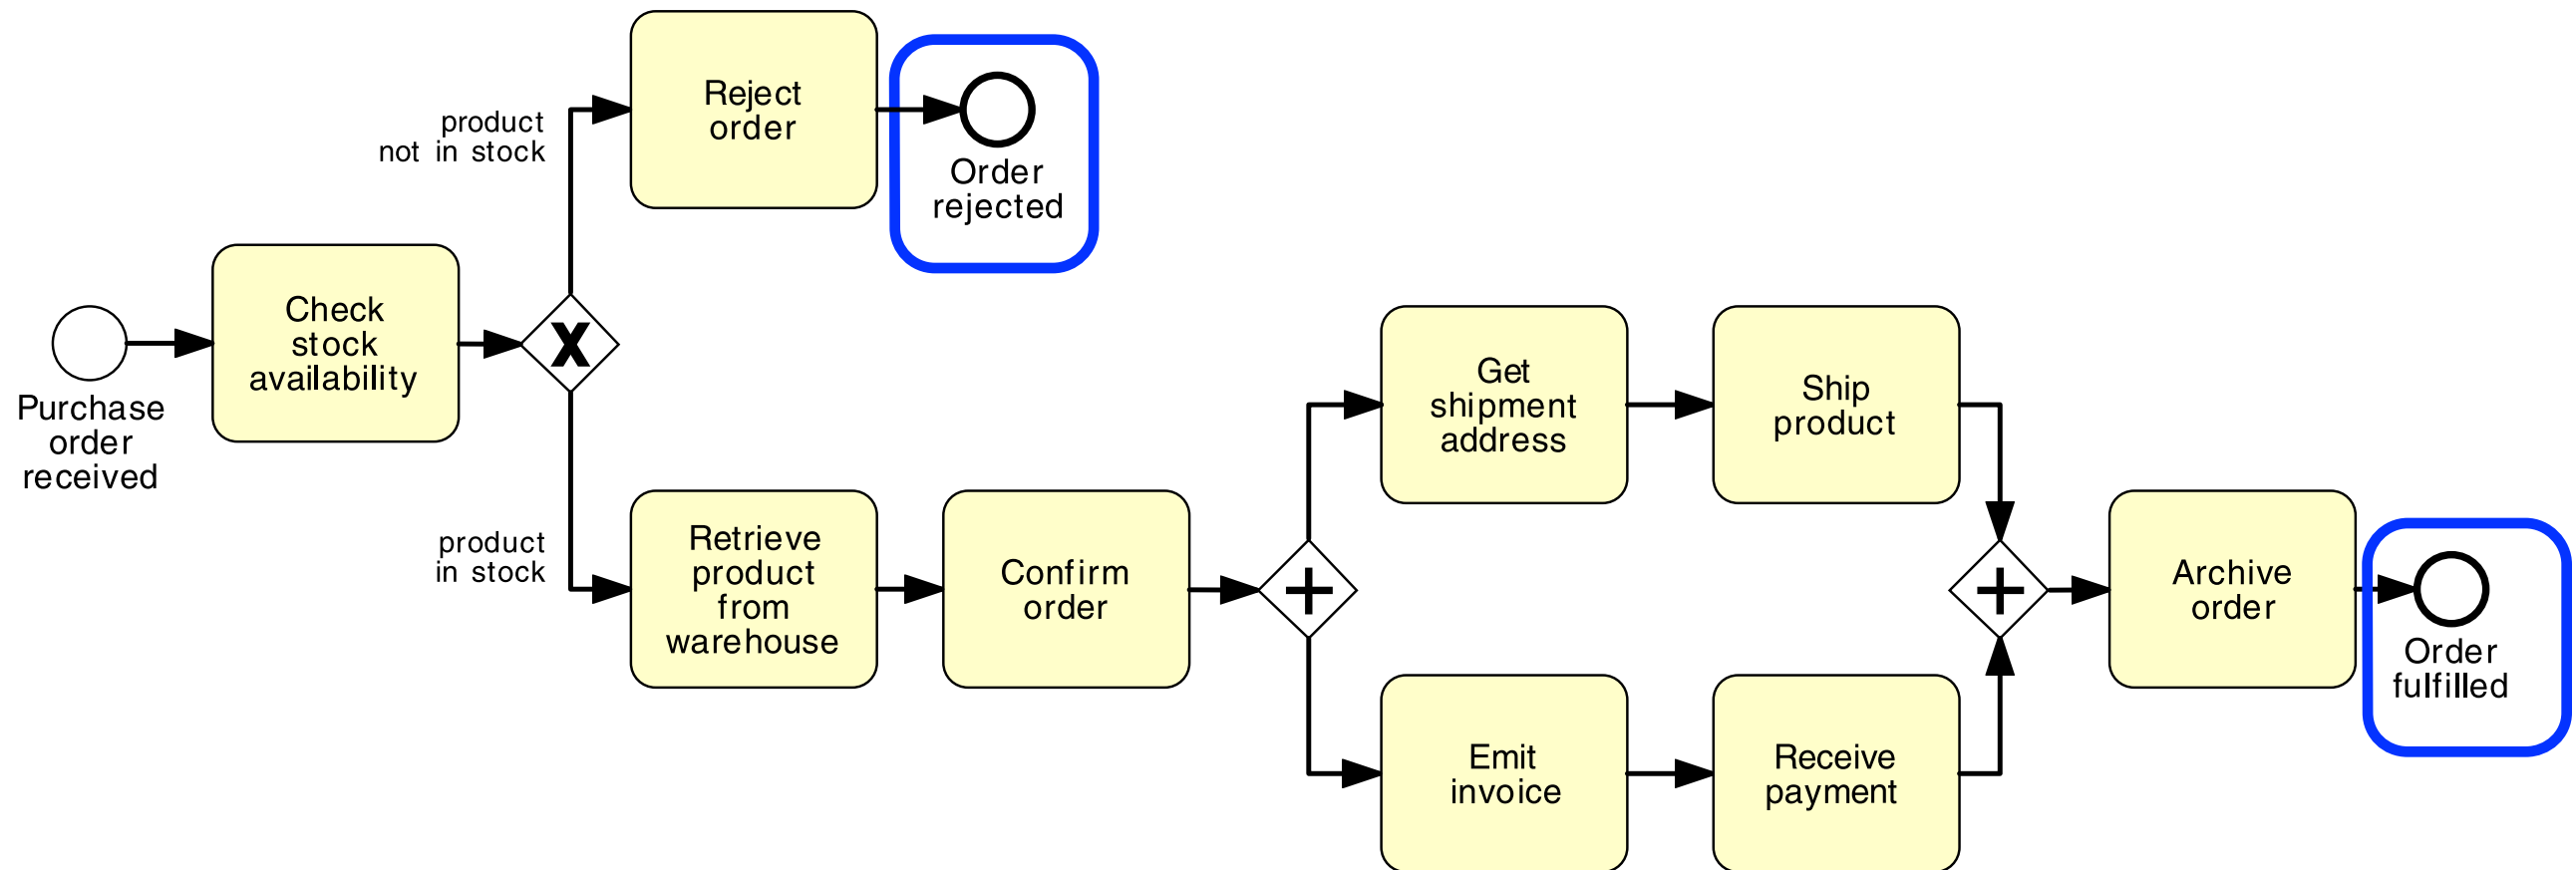 Reject
order
product
not in stock
Order
rejected
Check
stock
availability
X
Purchase
order
received
product
in stock
Retrieve
product
from
warehouse
Confirm
order
+
Get
shipment
address
Ship
product
Emit
invoice
Receive
payment
+
Archive
order
Order
fulfilled